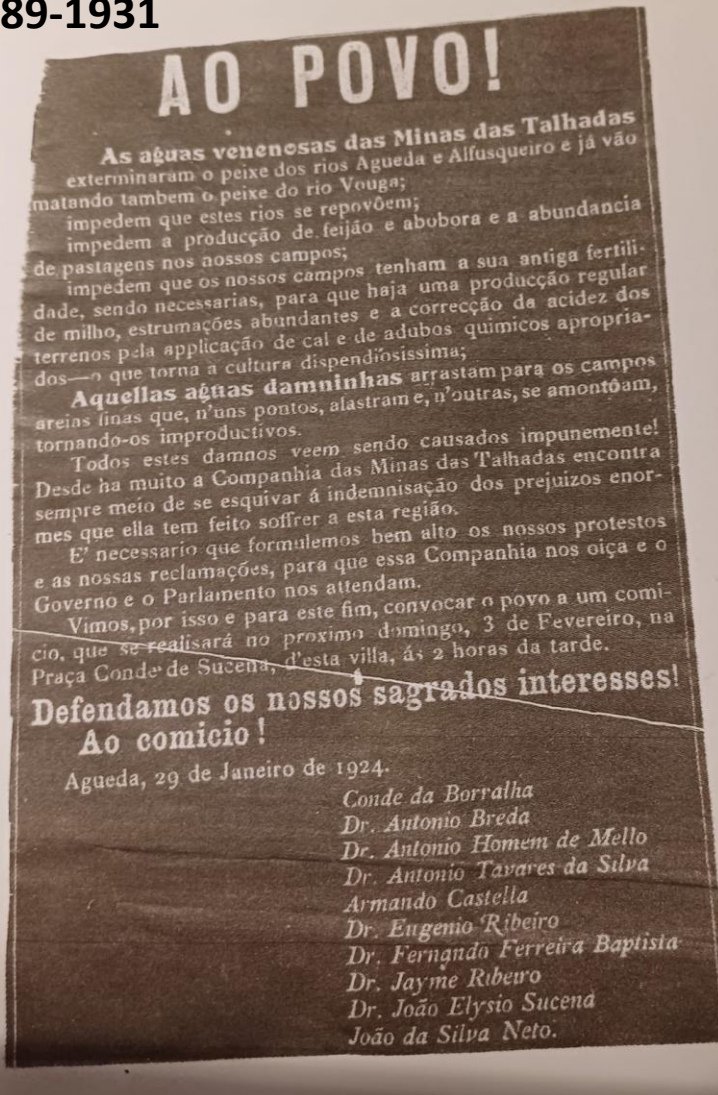 89-1931
AO POVO!
As aguas venenosas das Minas das Talhadas
exterminaram o peixe dos rios Agueda e Alfusqueiro e já vão
matando tambem o peixe do rio Vouga;
impedem que estes rios se repovôem;
impedem a producção de feijão e abobora e a abundancia
de pastagens nos nossos campos;
impedem que os nossos campos tenham a sua antiga fertili-
dade, sendo necessarias, para que haja uma producção regular
de milho, estrumações abundantes e a correcção da acidez dos
terrenos pela applicação de cal e de adubos quimicos apropria-
dos—o que torna a cultura dispendiosissima;
Aquellas aguas damninhas arrastam para os campos
areias finas que, n'uns pontos, alastram e, n'outras, se amontôam,
tornando-os improductivos.
Todos estes damnos veem sendo causados impunemente!
Desde ha muito a Companhia das Minas das Talhadas encontra
sempre meio de se esquivar á indemnisação dos prejuizos enor-
mes que ella tem feito soffrer a esta região.
E' necessario que formulemos bem alto os nossos protestos
e as nossas reclamações, para que essa Companhia nos oiça e o
Governo e o Parlamento nos attendam.
Vimos, por isso e para este fim, convocar o povo a um comi-
cio, que se realisará no proximo domingo, 3 de Fevereiro, na
Praça Conde de Sucena, d'esta villa, ás 2 horas da tarde.
Defendamos os nossos sagrados interesses!
Ao comicio!
Agueda, 29 de Janeiro de 1924.
Conde da Borralha
Dr. Antonio Breda
Dr. Antonio Homem de Mello
Dr. Antonio Tavares da Silva
Armando Castella
Dr. Eugenio Ribeiro
Dr. Fernando Ferreira Baptista
Dr. Jayme Ribeiro
Dr. João Elysio Sucena
João da Silva Neto.